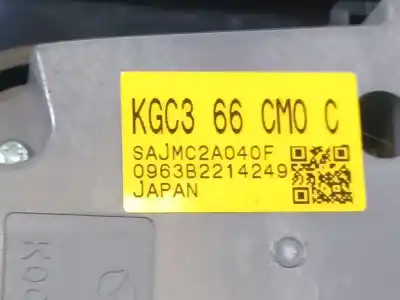 KGC3 66 CM0 C
SAJMC2A040F
0963B2214249
JAPAN